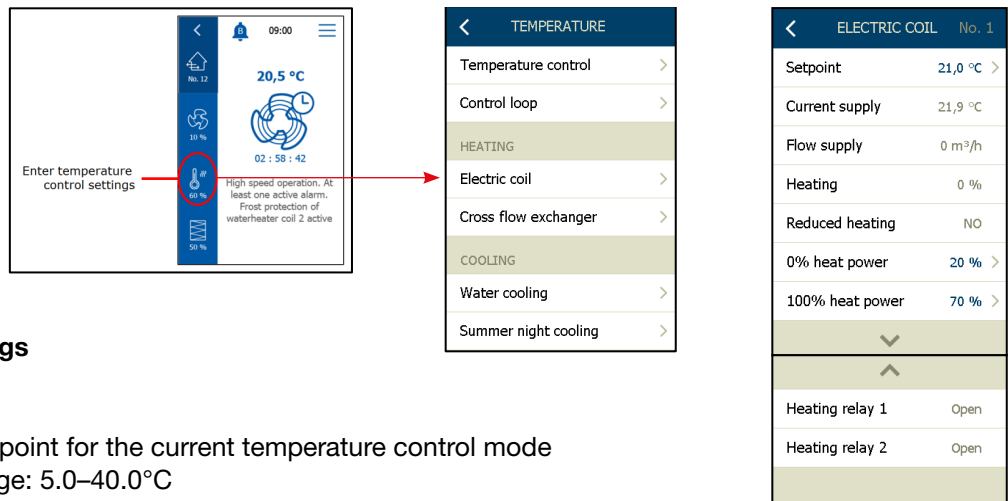 Enter temperature
control settings
09:00
B
No. 12
20,5 °C
10 %
02 : 58 : 42
60 %
High speed operation. At
least one active alarm.
Frost protection of
waterheater coil 2 active
50 %
TEMPERATURE
Temperature control
Control loop
HEATING
Electric coil
Cross flow exchanger
COOLING
Water cooling
Summer night cooling
ELECTRIC COIL No. 1
Setpoint 21,0 °C
Current supply 21,9 °C
Flow supply 0 m³/h
Heating 0 %
Reduced heating NO
0% heat power 20 %
100% heat power 70 %
Heating relay 1 Open
Heating relay 2 Open
gs
point for the current temperature control mode
ge: 5.0–40.0°C